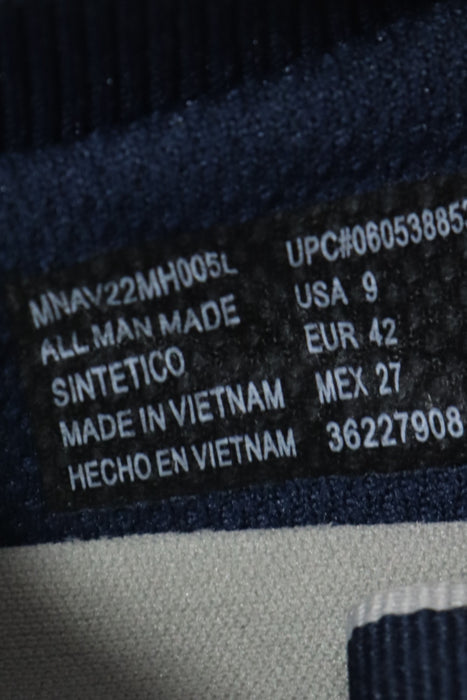 MNAV22MH005L
ALL MAN MADE
SINTETICO
MADE IN VIETNAM
HECHO EN VIETNAM
UPC#060538853
USA 9
EUR 42
MEX 27
36227908